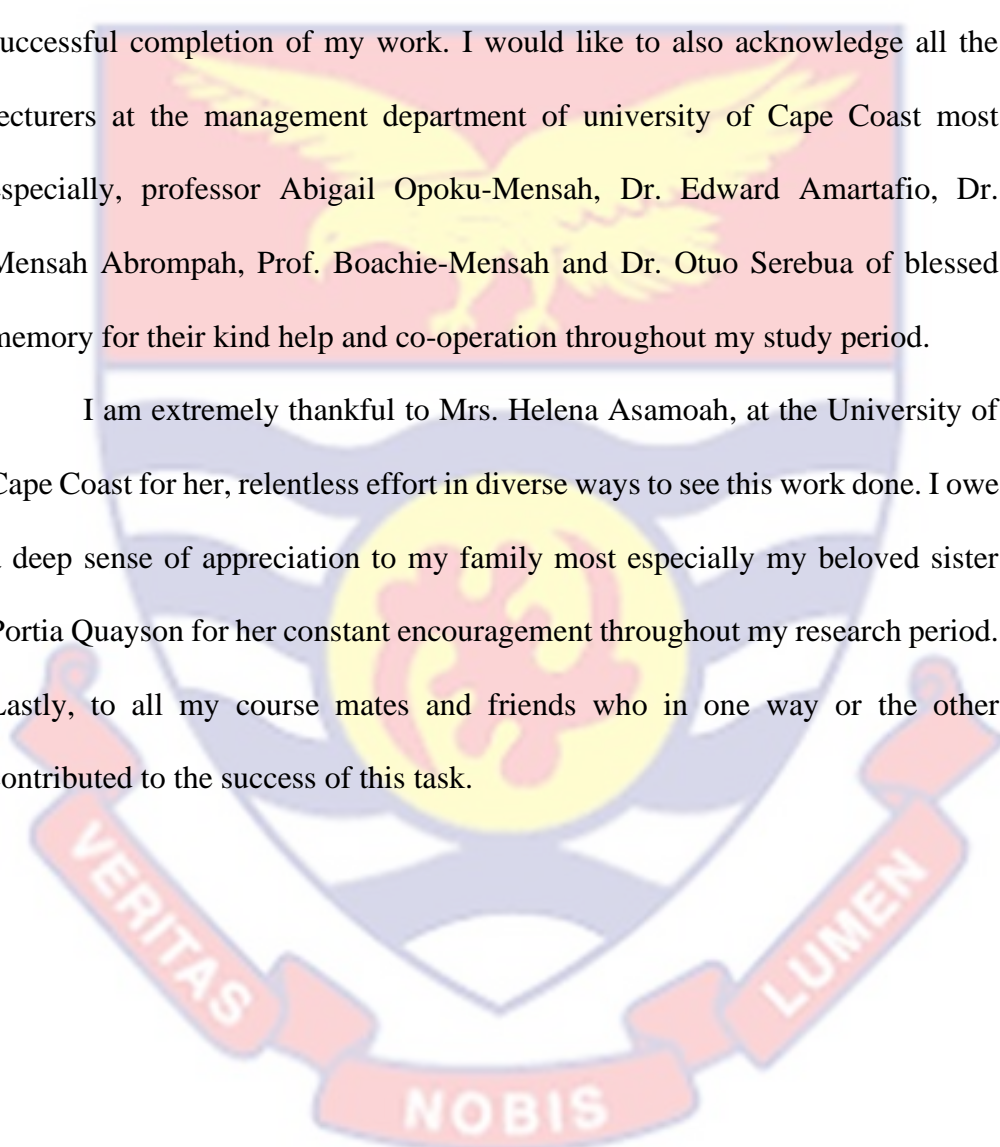 successful completion of my work. I would like to also acknowledge all the
lecturers at the management department of university of Cape Coast most
especially, professor Abigail Opoku-Mensah, Dr. Edward Amartafio, Dr.
Mensah Abrompah, Prof. Boachie-Mensah and Dr. Otuo Serebua of blessed
memory for their kind help and co-operation throughout my study period.
I am extremely thankful to Mrs. Helena Asamoah, at the University of
Cape Coast for her, relentless effort in diverse ways to see this work done. I owe
a deep sense of appreciation to my family most especially my beloved sister
Portia Quayson for her constant encouragement throughout my research period.
Lastly, to all my course mates and friends who in one way or the other
contributed to the success of this task.
VERITAS
NOBIS
LUMEN